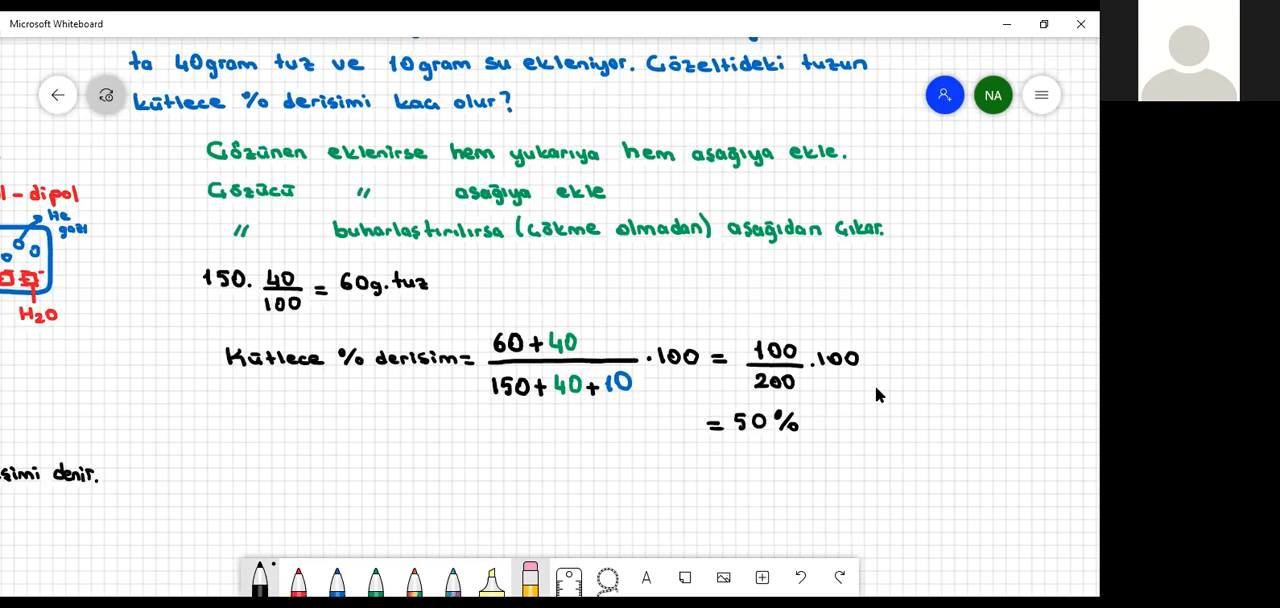 Microsoft Whiteboard
ta 40gram tuz ve 10gram su ekleniyor. Çözeltideki tuzun
kütlece % derişimi kaç olur?
NA
Çözünen eklenirse hem yukarıya hem aşağıya ekle.
Çözücü " aşağıya ekle
" buharlaştırılırsa (çökme olmadan) aşağıdan çıkar.
l - dipol
He
gazı
H2O
150 . 40/100 = 60g. tuz
Kütlece % derişim = 60+40/150+40+10 . 100 = 100/200 . 100
= 50%
şimi denir.
A